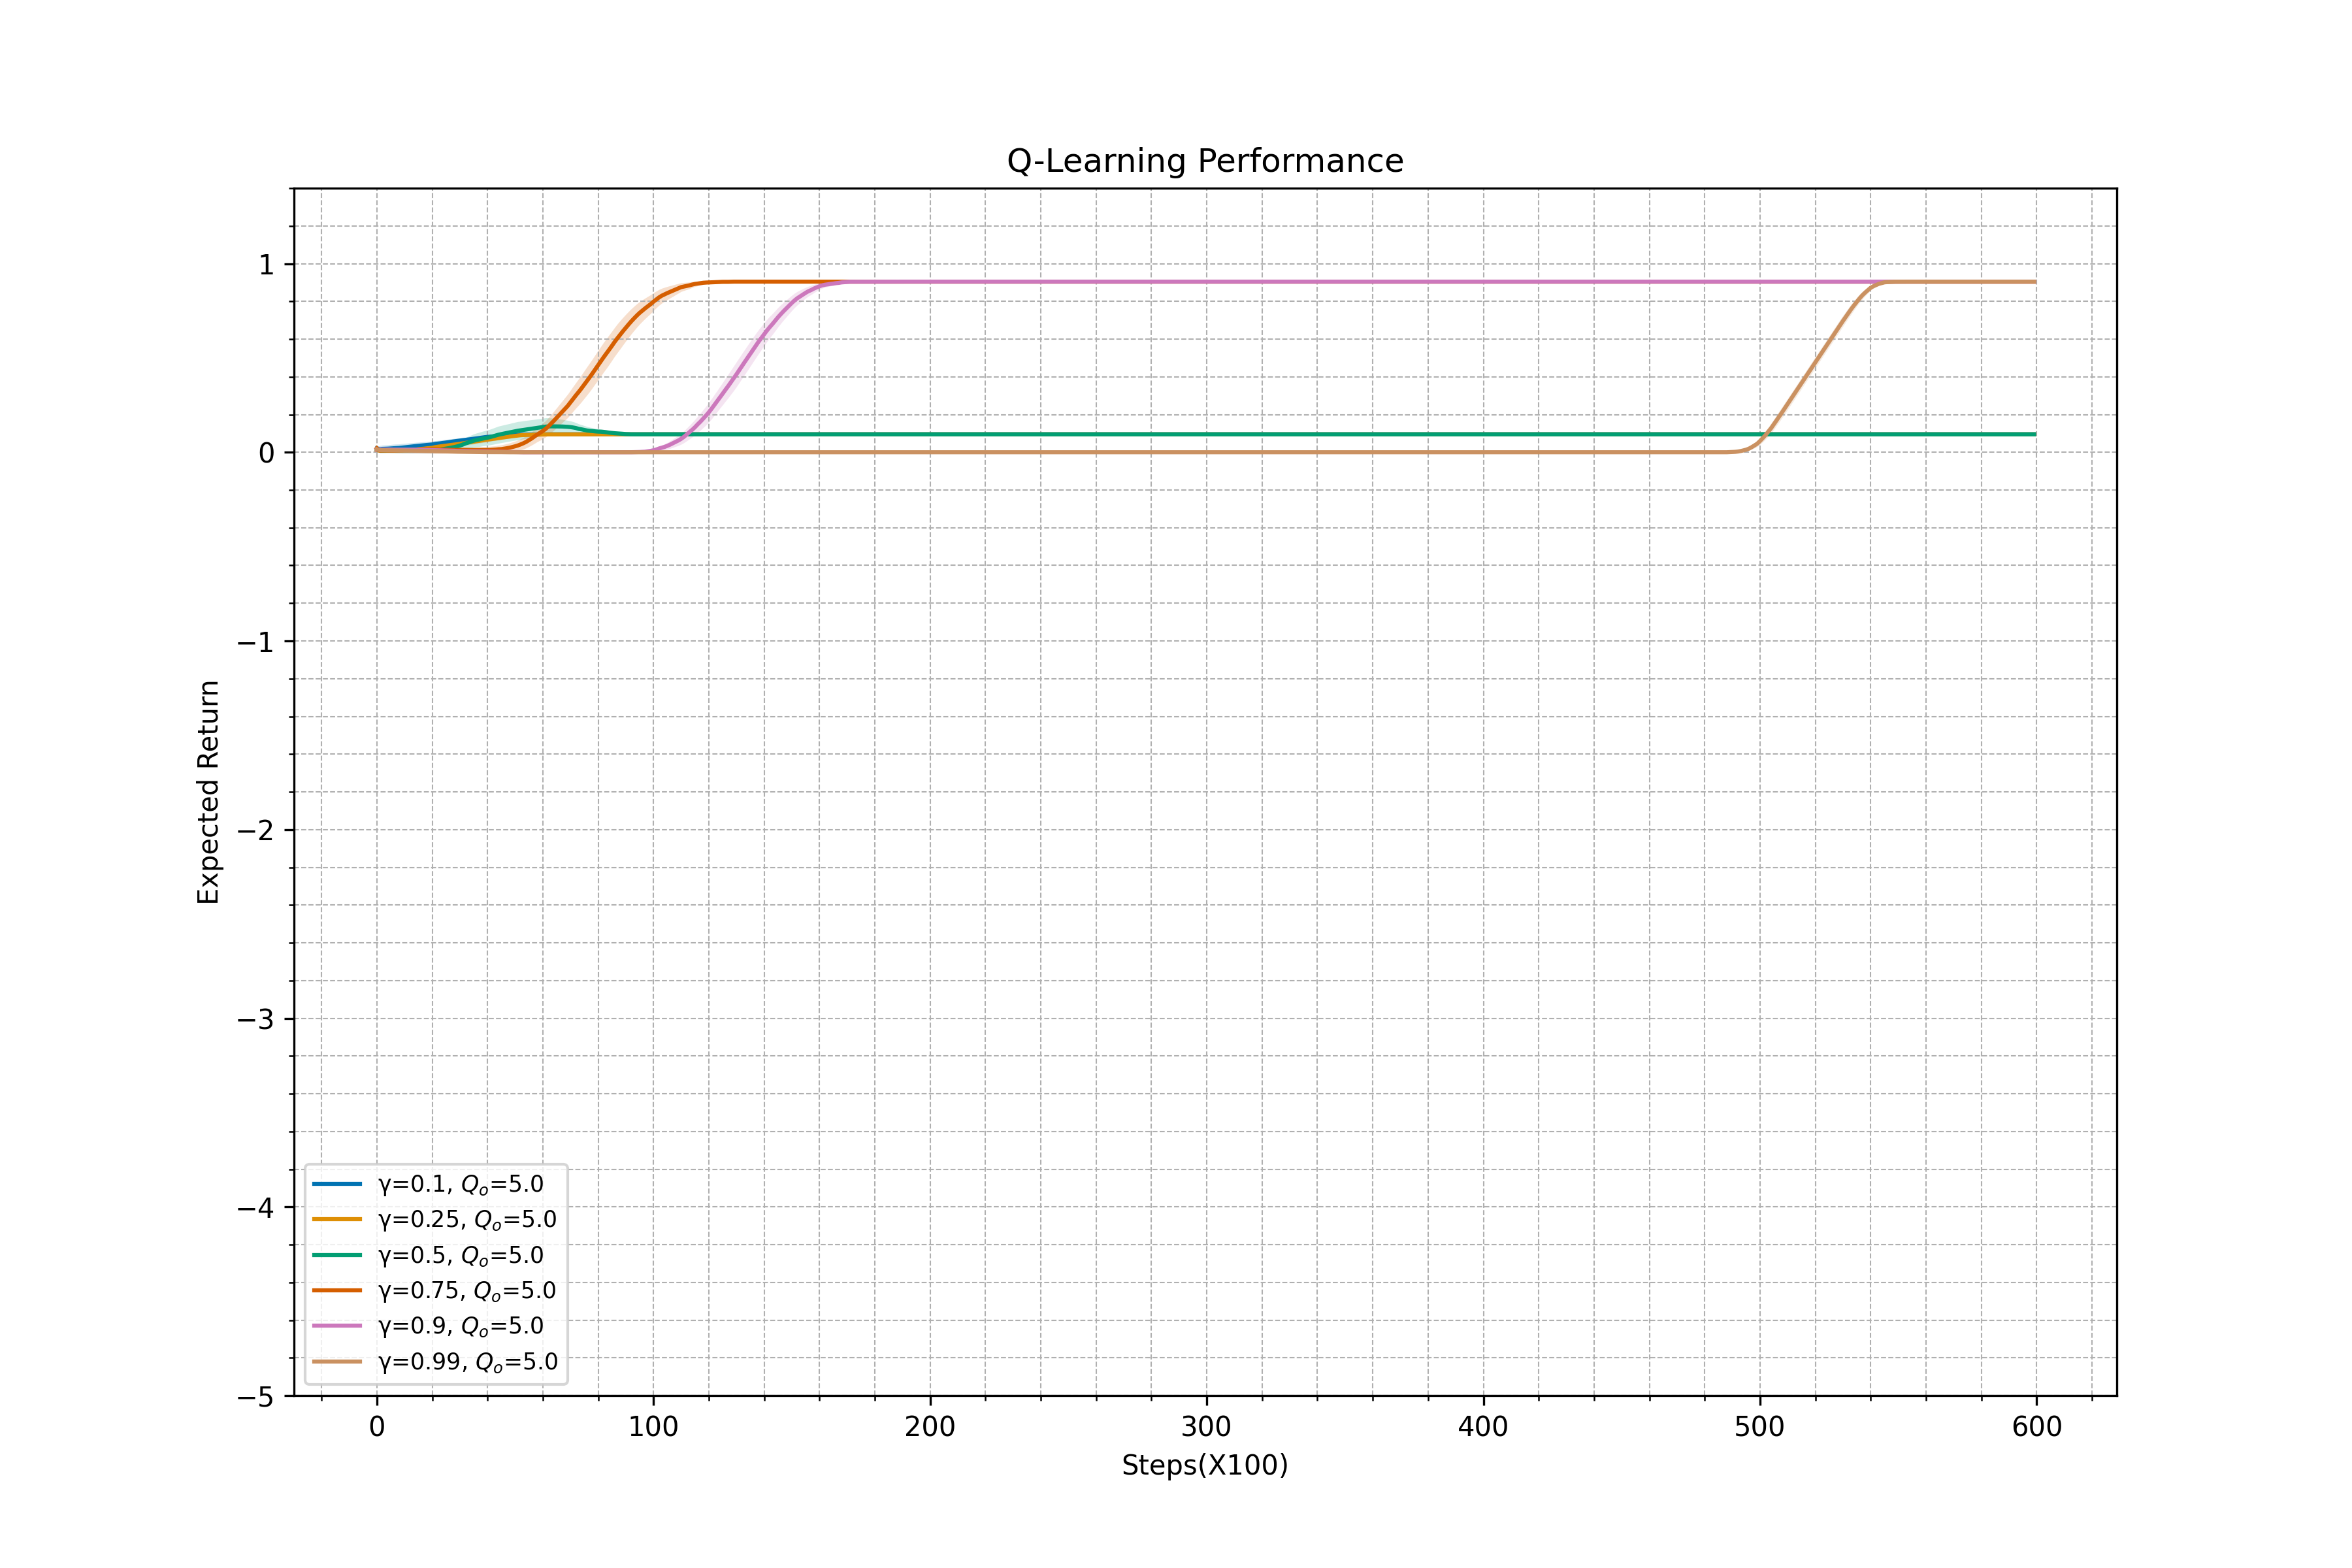 Q-Learning Performance
Expected Return
1
0
−1
−2
−3
−4
−5
γ=0.1, Qₒ=5.0
γ=0.25, Qₒ=5.0
γ=0.5, Qₒ=5.0
γ=0.75, Qₒ=5.0
γ=0.9, Qₒ=5.0
γ=0.99, Qₒ=5.0
0 100 200 300 400 500 600
Steps(X100)